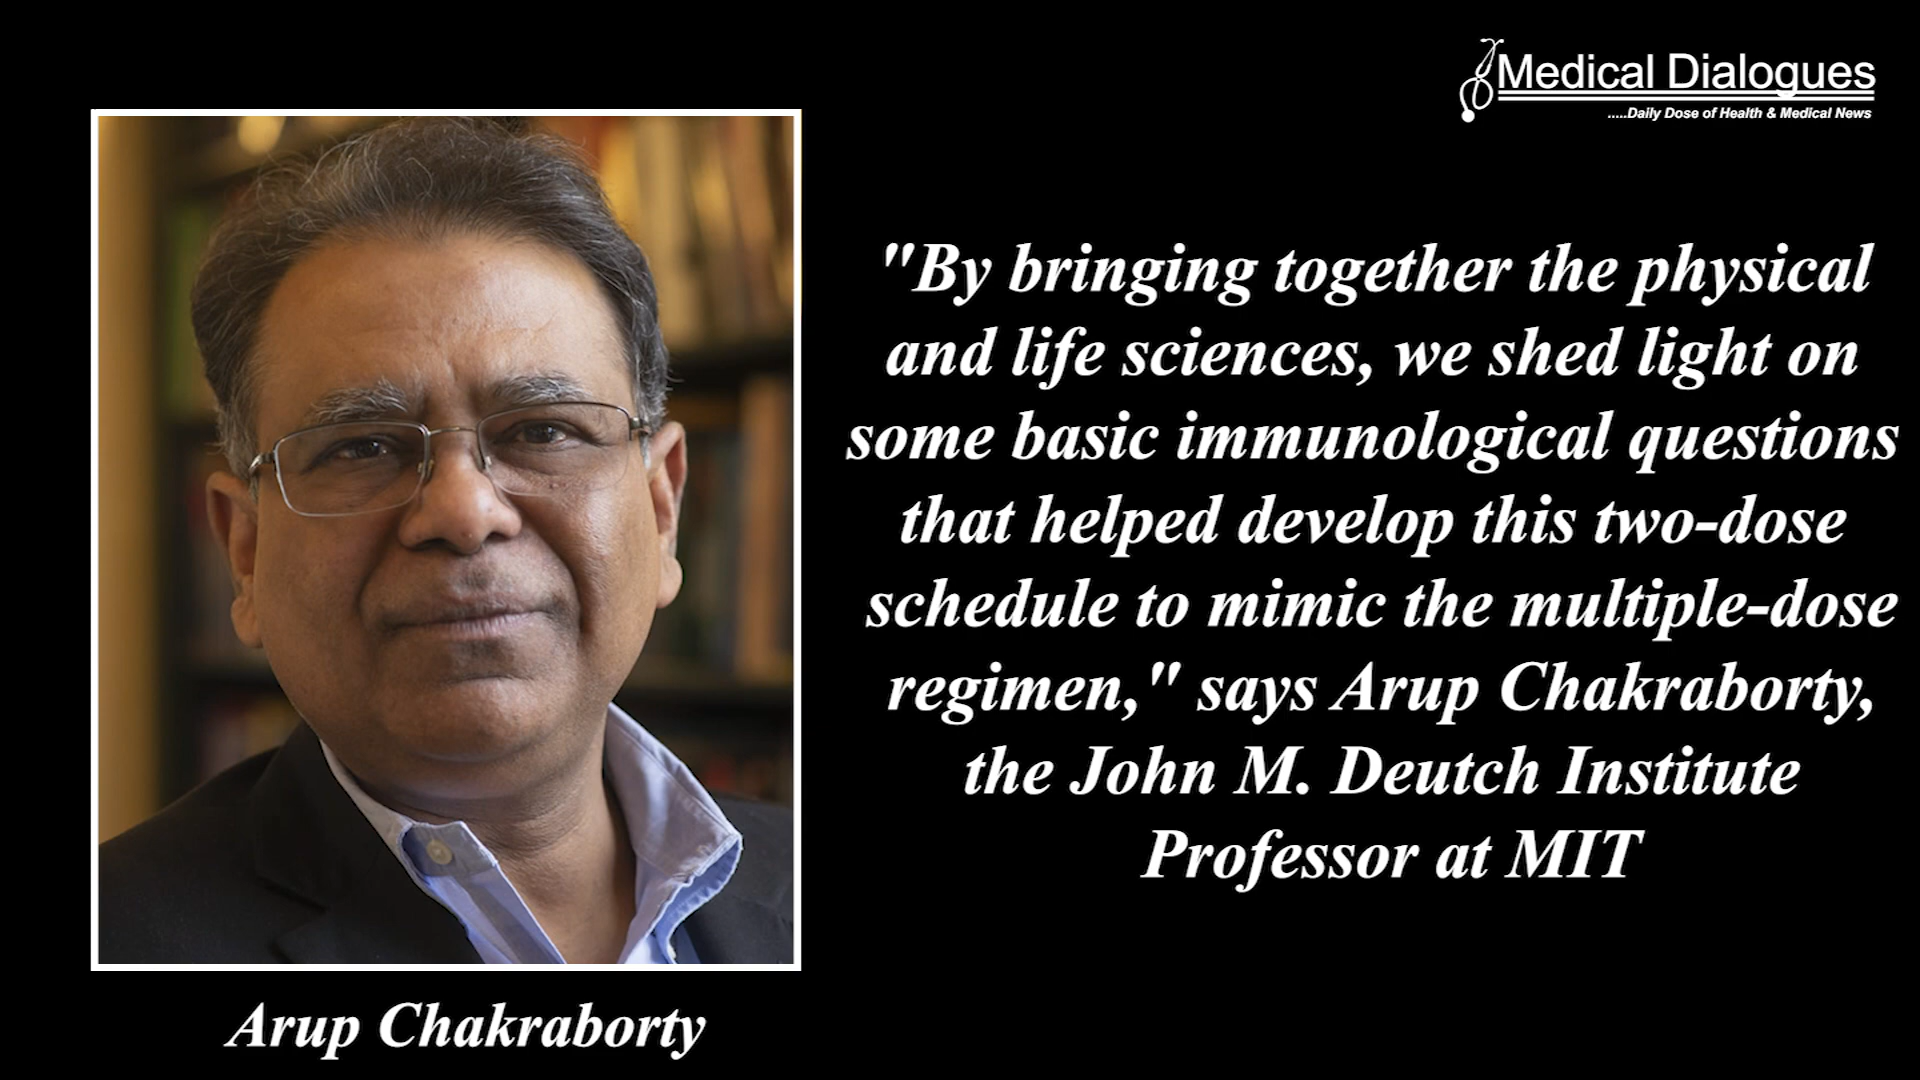 Medical Dialogues
.....Daily Dose of Health & Medical News
"By bringing together the physical
and life sciences, we shed light on
some basic immunological questions
that helped develop this two-dose
schedule to mimic the multiple-dose
regimen," says Arup Chakraborty,
the John M. Deutch Institute
Professor at MIT
Arup Chakraborty